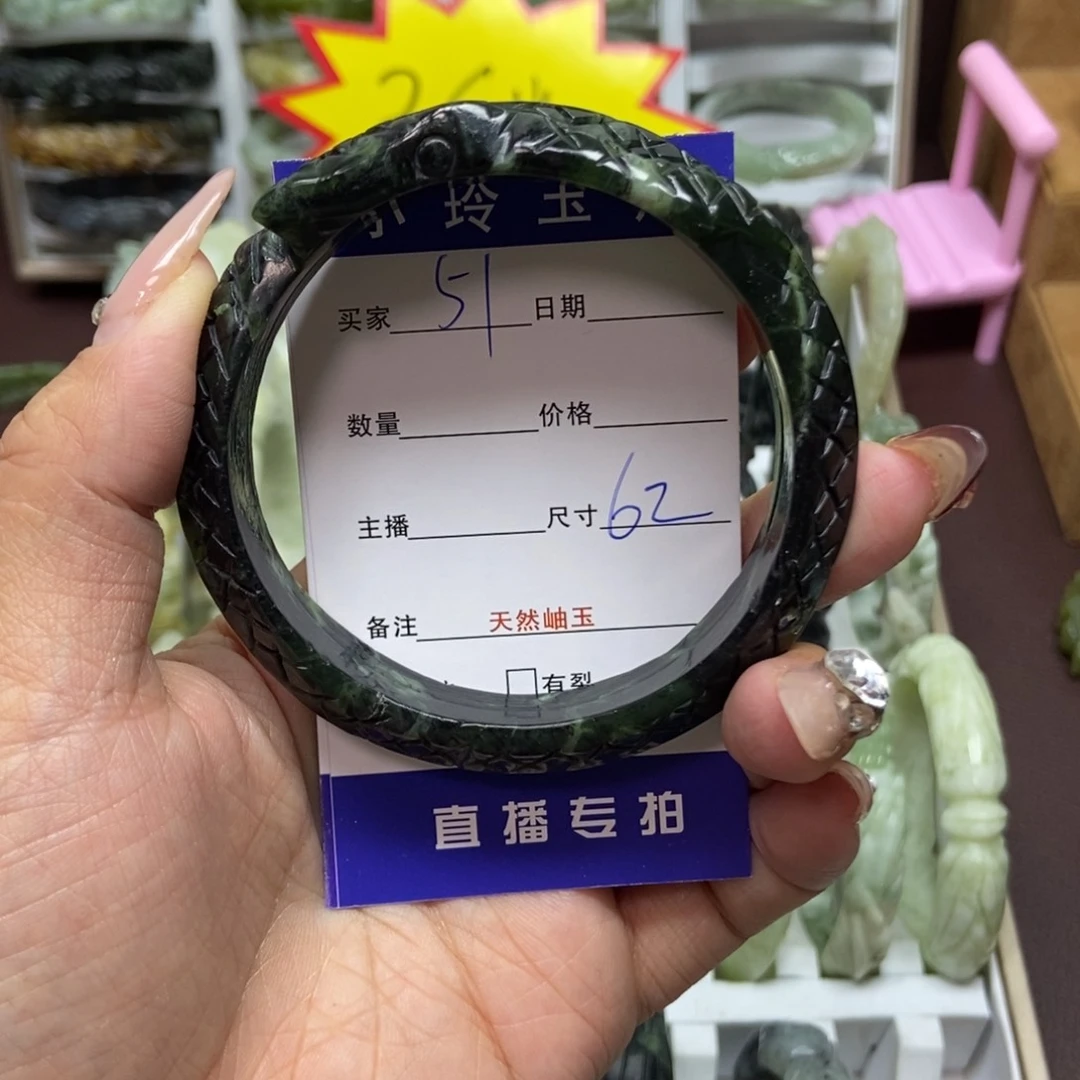 玲玉
买家 51 日期
数量 价格
主播 尺寸 62
备注 天然岫玉
有裂
直播专拍